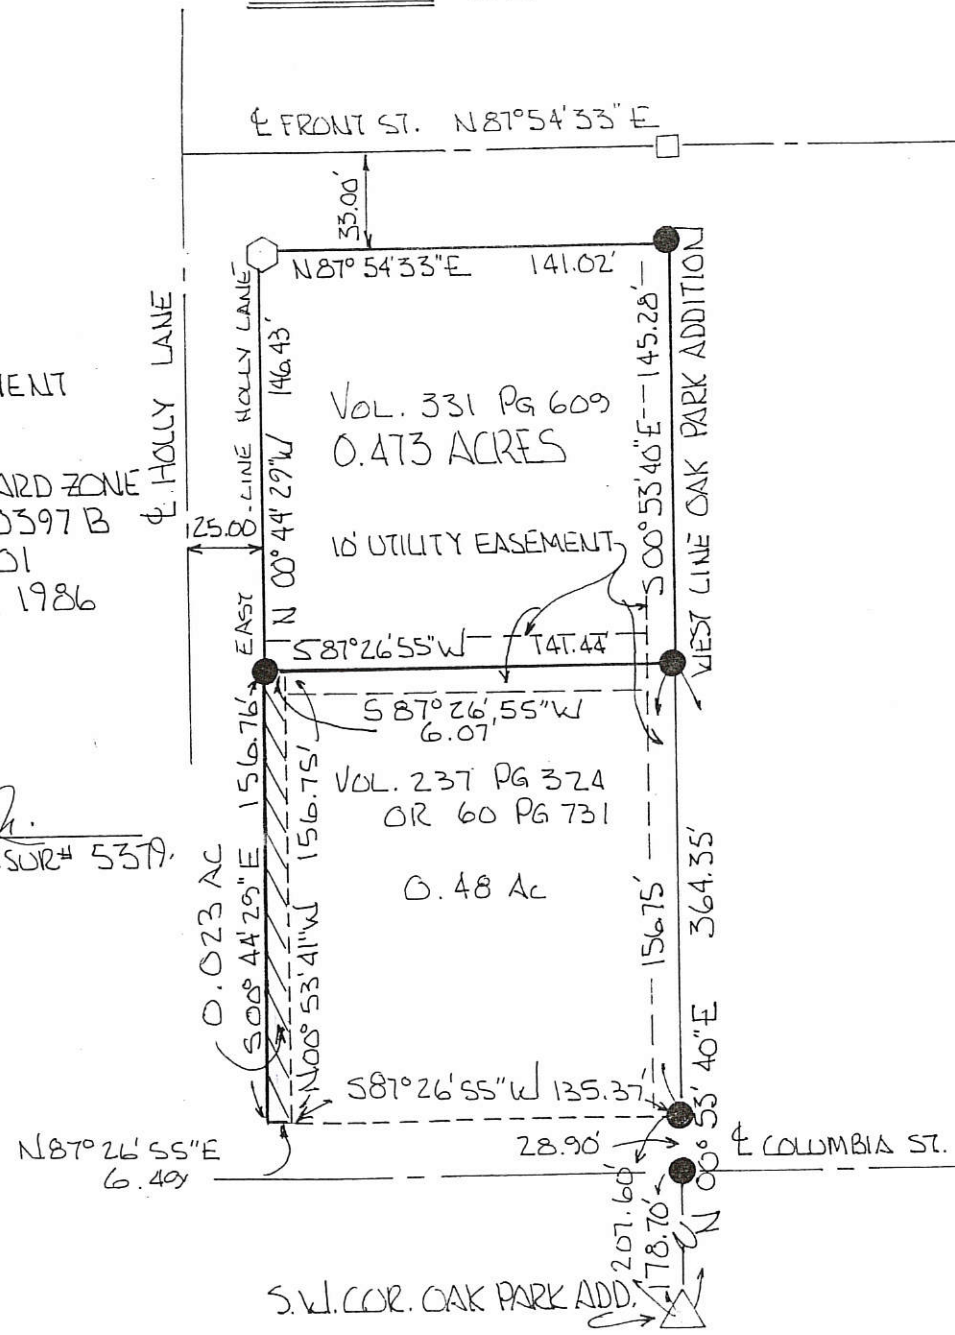 ℄ FRONT ST. N87°54'33"E
33.00'
N87°54'33"E 141.02'
℄ HOLLY LANE
EAST LINE HOLLY LANE
N 00°44'29"W 146.43'
VOL. 331 PG 609
0.473 ACRES
S 00°53'40"E 145.28'
WEST LINE OAK PARK ADDITION
ARD ZONE
0397 B
01
1986
125.00
10' UTILITY EASEMENT
S87°26'55"W 141.44'
S 87°26'55"W
6.07'
VOL. 237 PG 324
OR 60 PG 731
0.48 AC
SUR# 5379.
0.023 AC
S 00°44'29"E 156.76'
N 00°53'41"W 156.75'
156.75'
364.35'
N 00°53'40"E
S87°26'55"W 135.37'
N87°26'55"E
6.49
28.90'
℄ COLUMBIA ST.
207.60'
178.70'
S.W. COR. OAK PARK ADD.